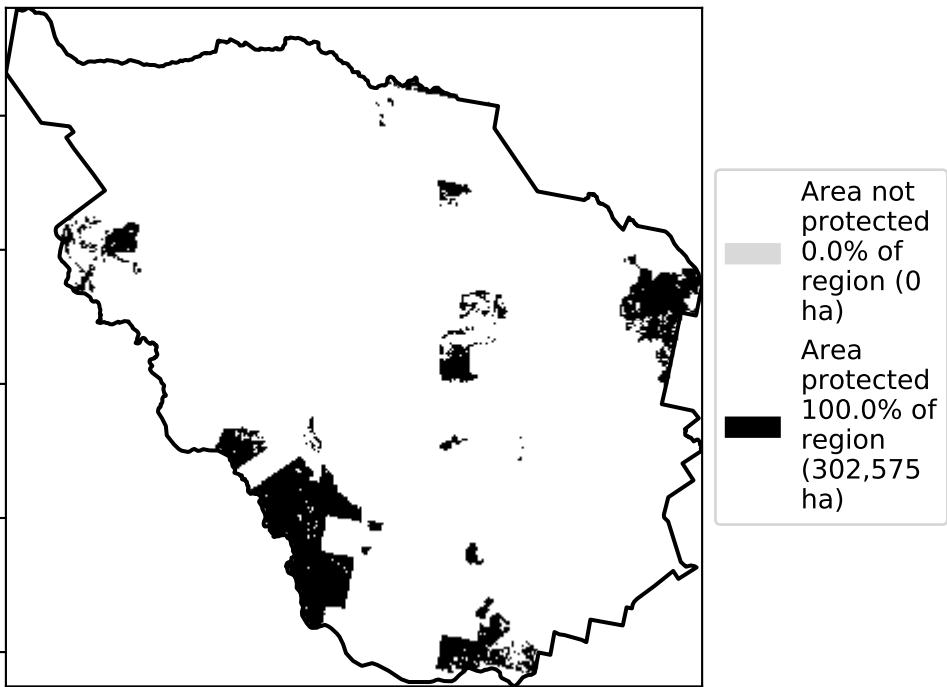 Area not
protected
0.0% of
region (0
ha)
Area
protected
100.0% of
region
(302,575
ha)